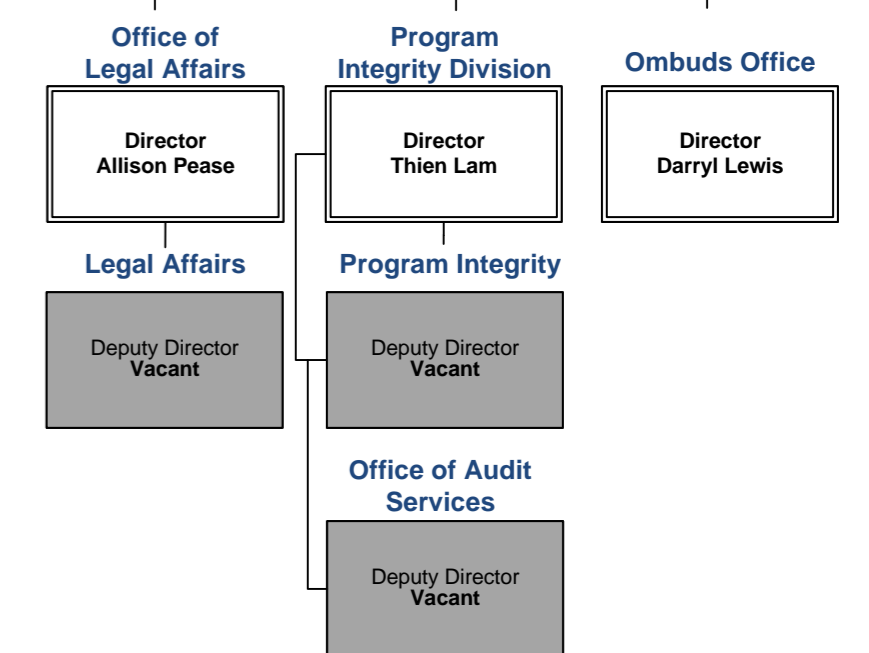 Office of
Legal Affairs
Director
Allison Pease
Legal Affairs
Deputy Director
Vacant
Program
Integrity Division
Director
Thien Lam
Program Integrity
Deputy Director
Vacant
Office of Audit
Services
Deputy Director
Vacant
Ombuds Office
Director
Darryl Lewis